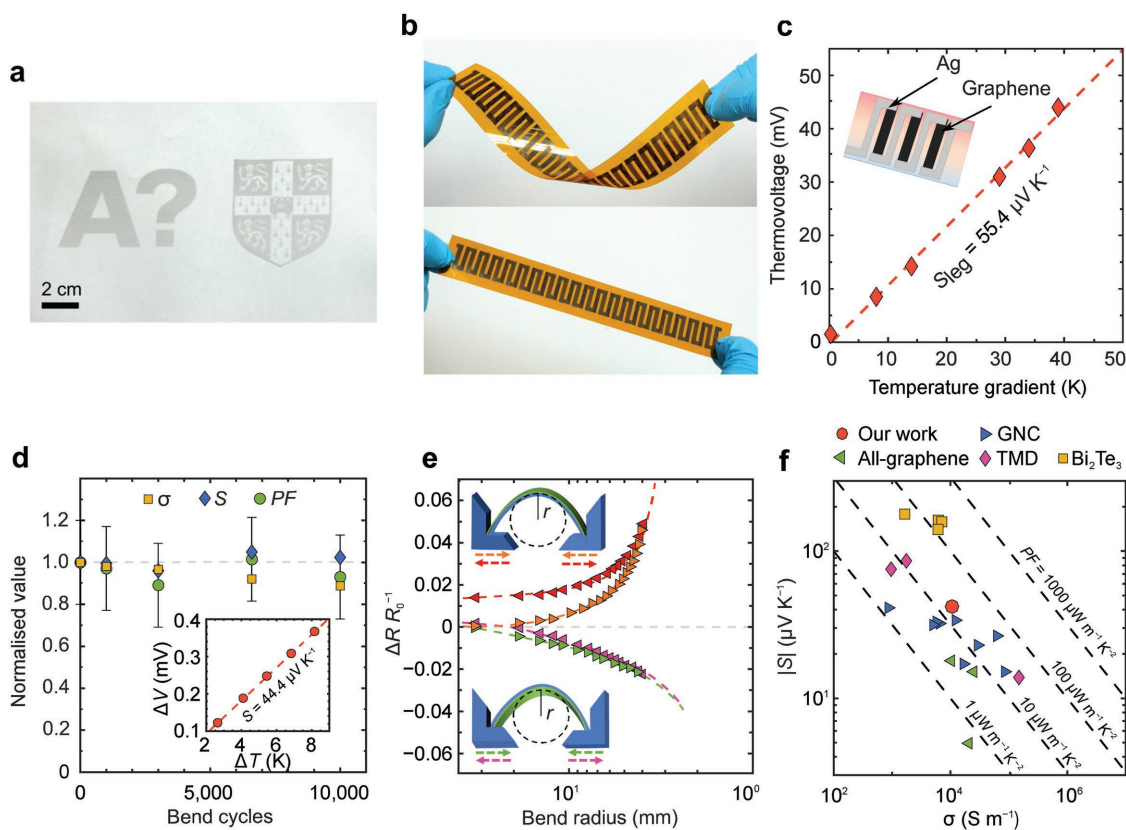 a
A?
2 cm
b
c
Thermovoltage (mV)
50
40
30
20
10
0
Ag
Graphene
Sleg = 55.4 µV K⁻¹
0 10 20 30 40 50
Temperature gradient (K)
d
Normalised value
1.2
1.0
0.8
0.6
0.4
0.2
0
σ S PF
ΔV (mV)
0.4
0.3
0.2
0.1
S = 44.4 µV K⁻¹
2 4 6 8
ΔT (K)
0 5,000 10,000
Bend cycles
e
ΔR R₀⁻¹
0.06
0.04
0.02
0
−0.02
−0.04
−0.06
r
r
10¹ 10⁰
Bend radius (mm)
Our work GNC
All-graphene TMD Bi₂Te₃
f
|S| (µV K⁻¹)
10²
10¹
PF = 1000 µW m⁻¹ K⁻²
100 µW m⁻¹ K⁻²
10 µW m⁻¹ K⁻²
1 µW m⁻¹ K⁻²
10² 10⁴ 10⁶
σ (S m⁻¹)